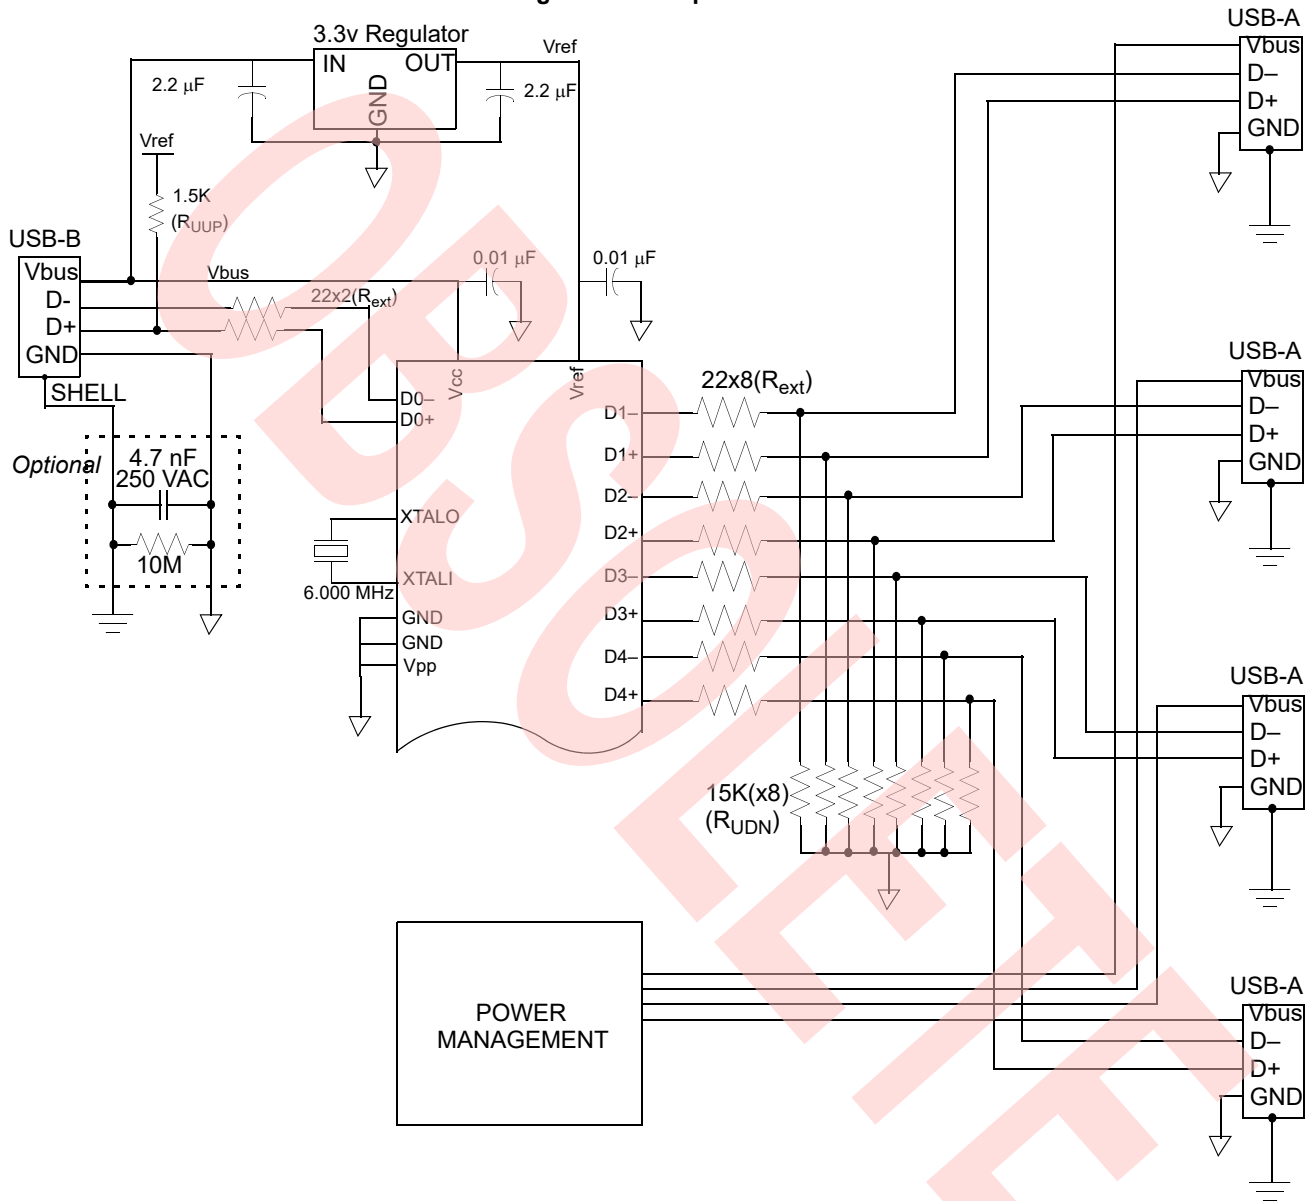 USB-A
Vbus
D–
D+
GND
3.3v Regulator
IN
OUT
GND
Vref
2.2 µF
2.2 µF
Vref
1.5K
(RUUP)
USB-B
Vbus
D-
D+
GND
SHELL
Vbus
22x2(Rext)
0.01 µF
0.01 µF
Vcc
Vref
D0–
D0+
Optional
4.7 nF
250 VAC
10M
XTALO
XTALI
6.000 MHz
GND
GND
Vpp
D1–
D1+
D2–
D2+
D3–
D3+
D4–
D4+
22x8(Rext)
15K(x8)
(RUDN)
USB-A
Vbus
D–
D+
GND
USB-A
Vbus
D–
D+
GND
POWER
MANAGEMENT
USB-A
Vbus
D–
D+
GND
OBSOLETE